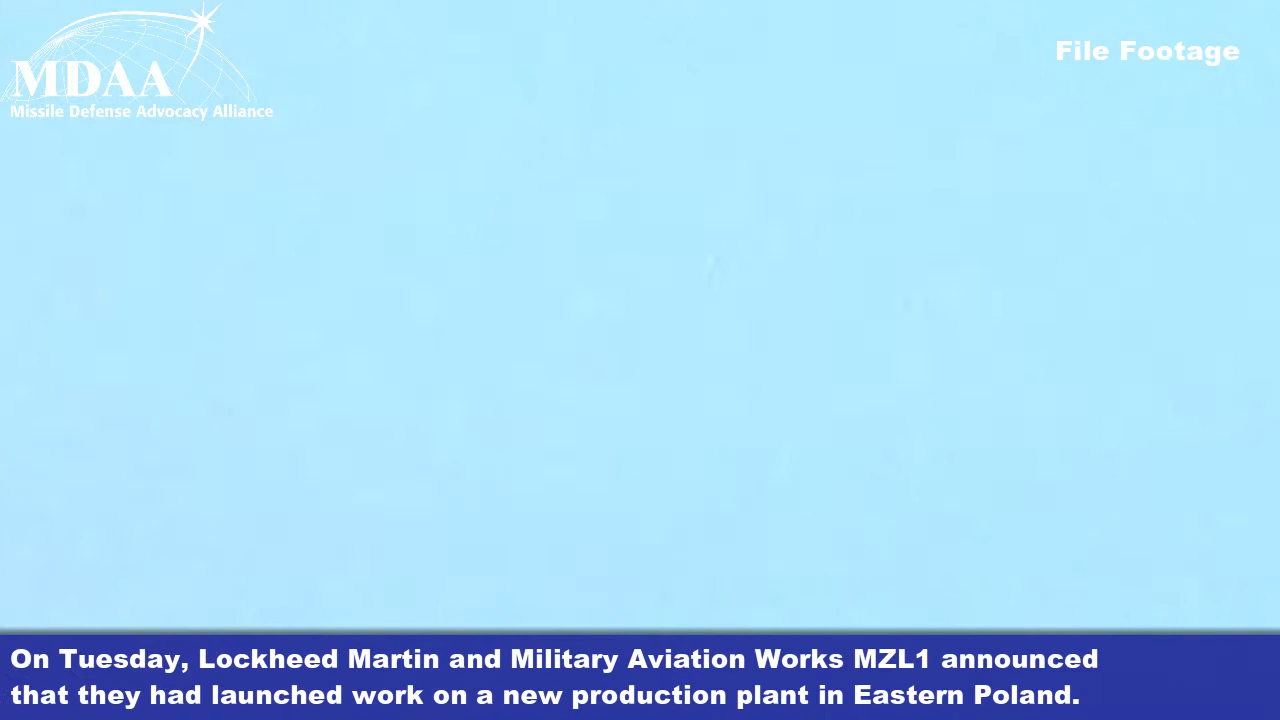 MDAA
Missile Defense Advocacy Alliance
File Footage
On Tuesday, Lockheed Martin and Military Aviation Works MZL1 announced
that they had launched work on a new production plant in Eastern Poland.